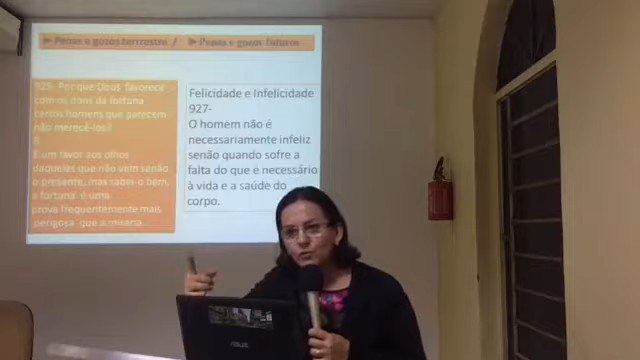 Penas e gozos terrrestre /
Penas e gozos futuros
925- Por que Deus favorece
com os dons da fortuna
certos homens que parecem
não merecê-los?
R
É um favor aos olhos
daqueles que não vêm senão
o presente, mas sabei-o bem,
a fortuna é uma
prova frequentemente mais
perigosa que a miséria.
Felicidade e Infelicidade
927-
O homem não é
necessariamente infeliz
senão quando sofre a
falta do que é necessário
à vida e a saúde do
corpo.
ASUS